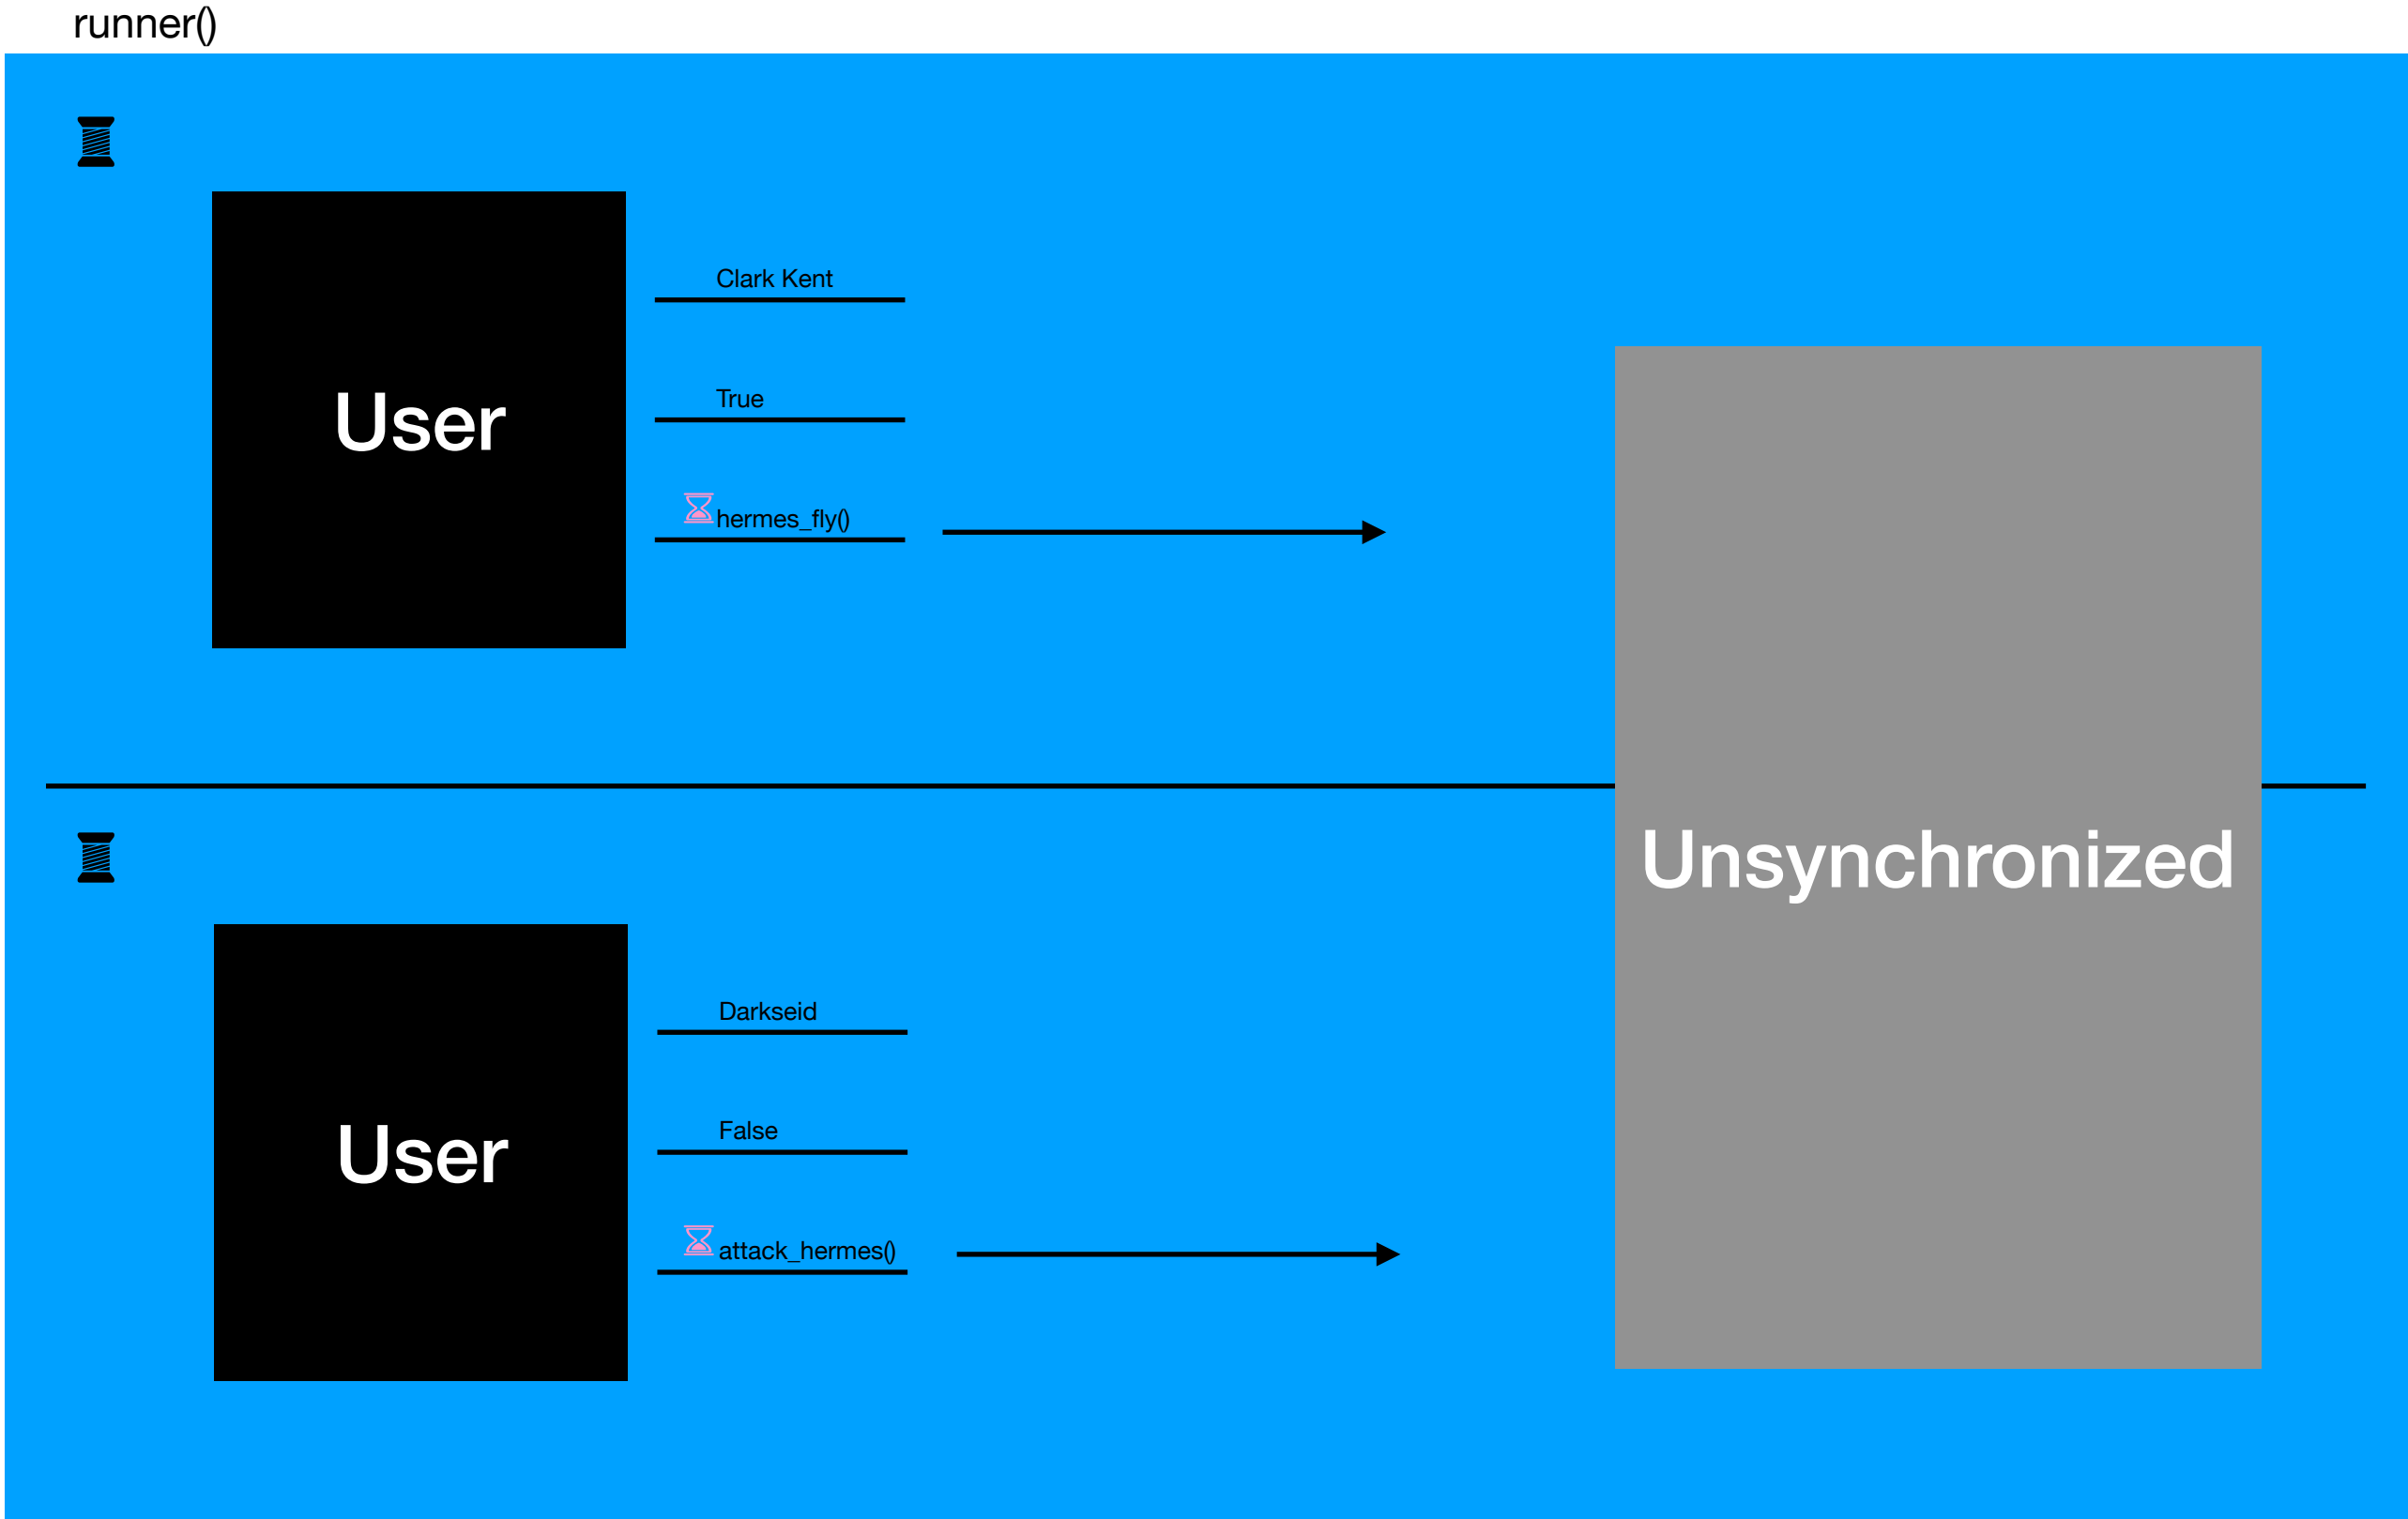 runner()
Clark Kent
True
User
hermes_fly()
Unsynchronized
Darkseid
False
User
attack_hermes()